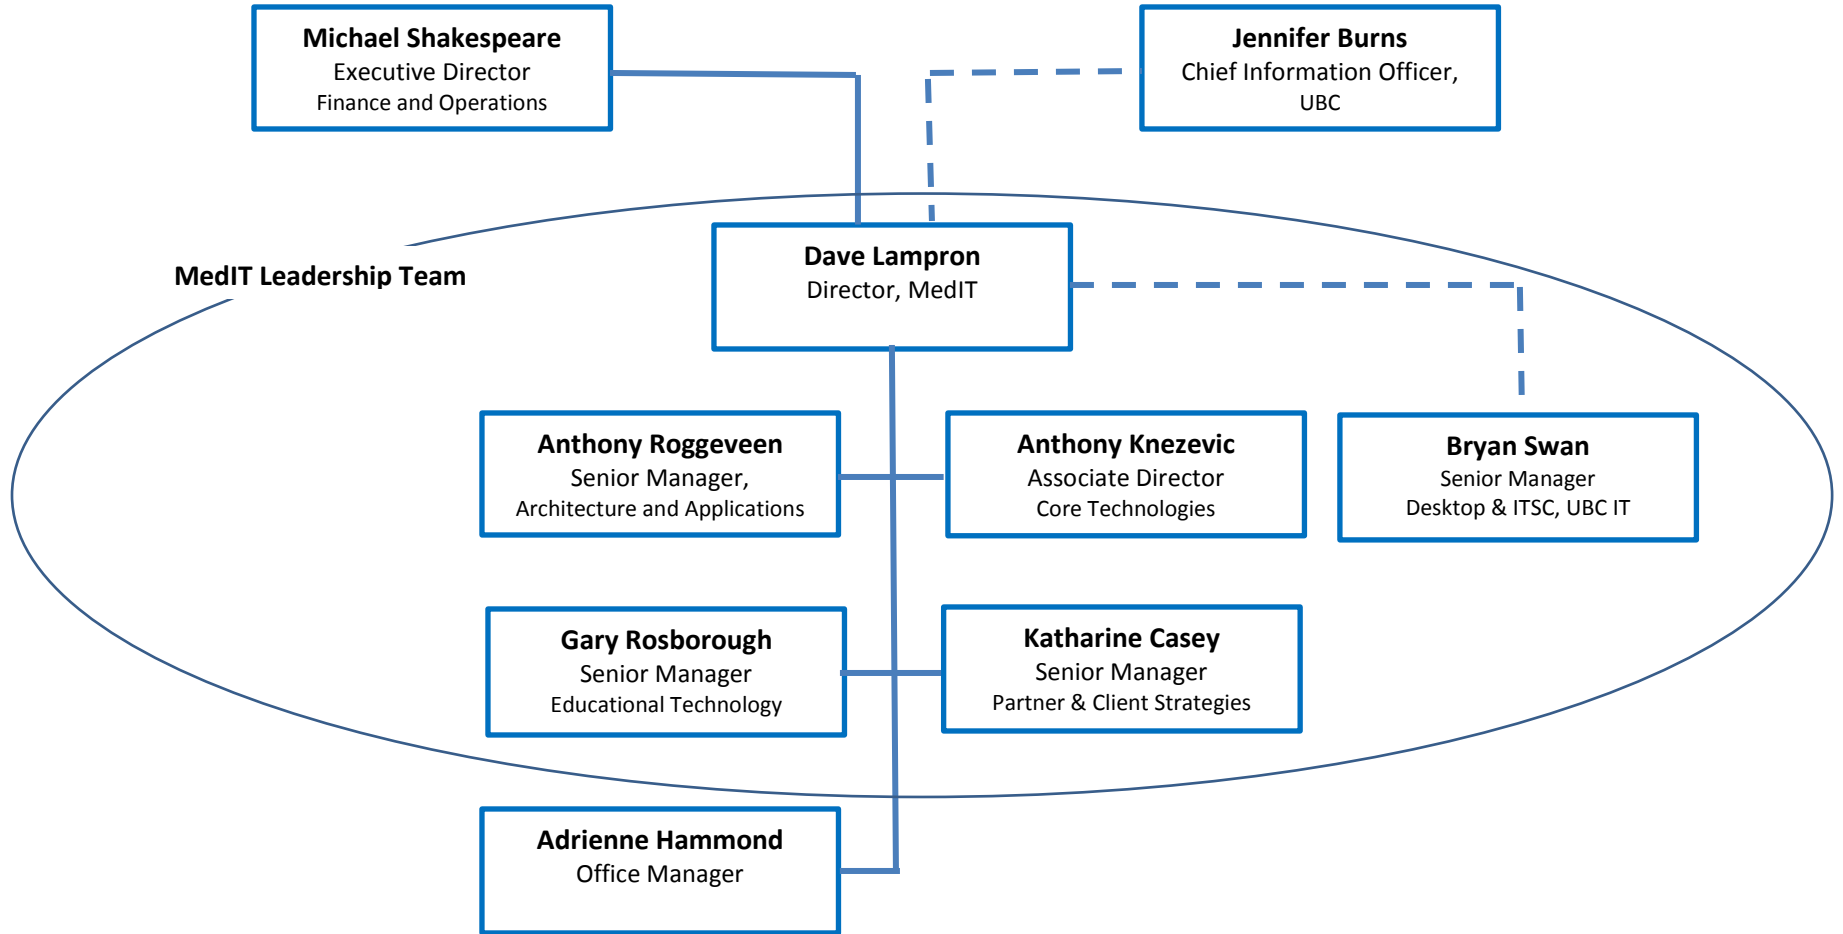 Michael Shakespeare
Executive Director
Finance and Operations
Jennifer Burns
Chief Information Officer,
UBC
MedIT Leadership Team
Dave Lampron
Director, MedIT
Anthony Roggeveen
Senior Manager,
Architecture and Applications
Anthony Knezevic
Associate Director
Core Technologies
Bryan Swan
Senior Manager
Desktop & ITSC, UBC IT
Gary Rosborough
Senior Manager
Educational Technology
Katharine Casey
Senior Manager
Partner & Client Strategies
Adrienne Hammond
Office Manager